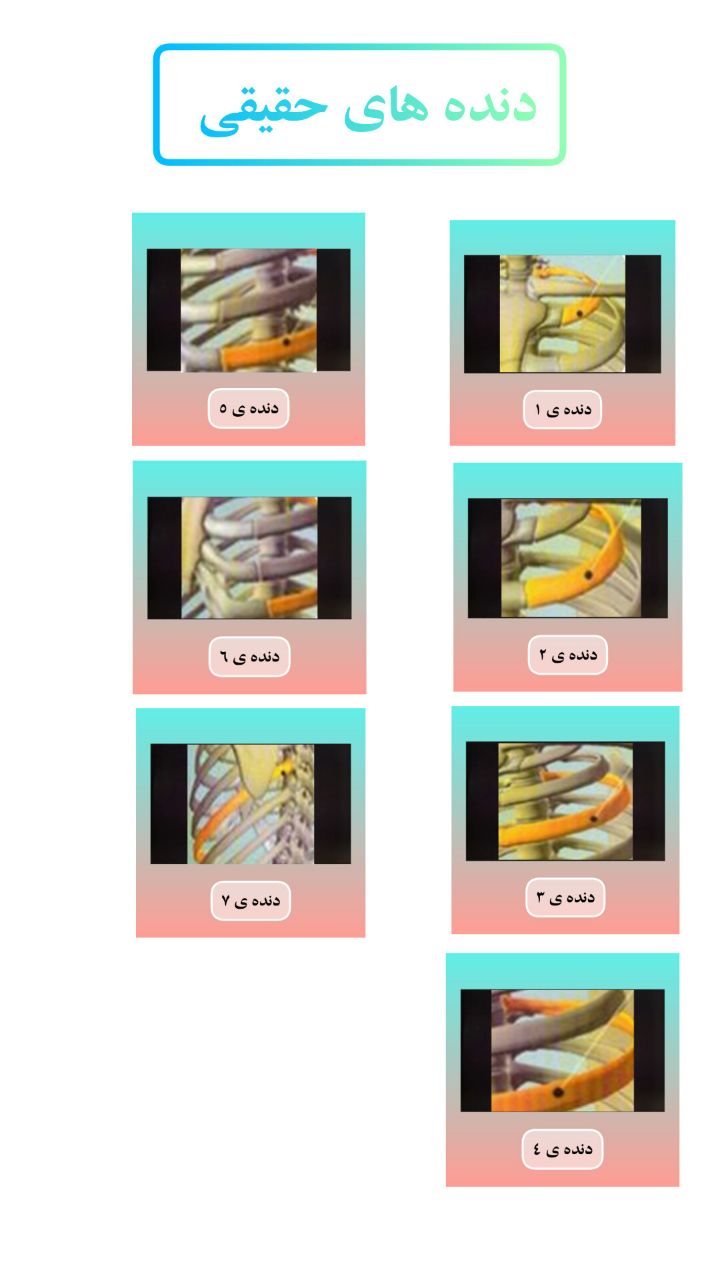 دنده های حقیقی
دنده ی ۱
دنده ی ۲
دنده ی ۳
دنده ی ٤
دنده ی ۵
دنده ی ٦
دنده ی ۷